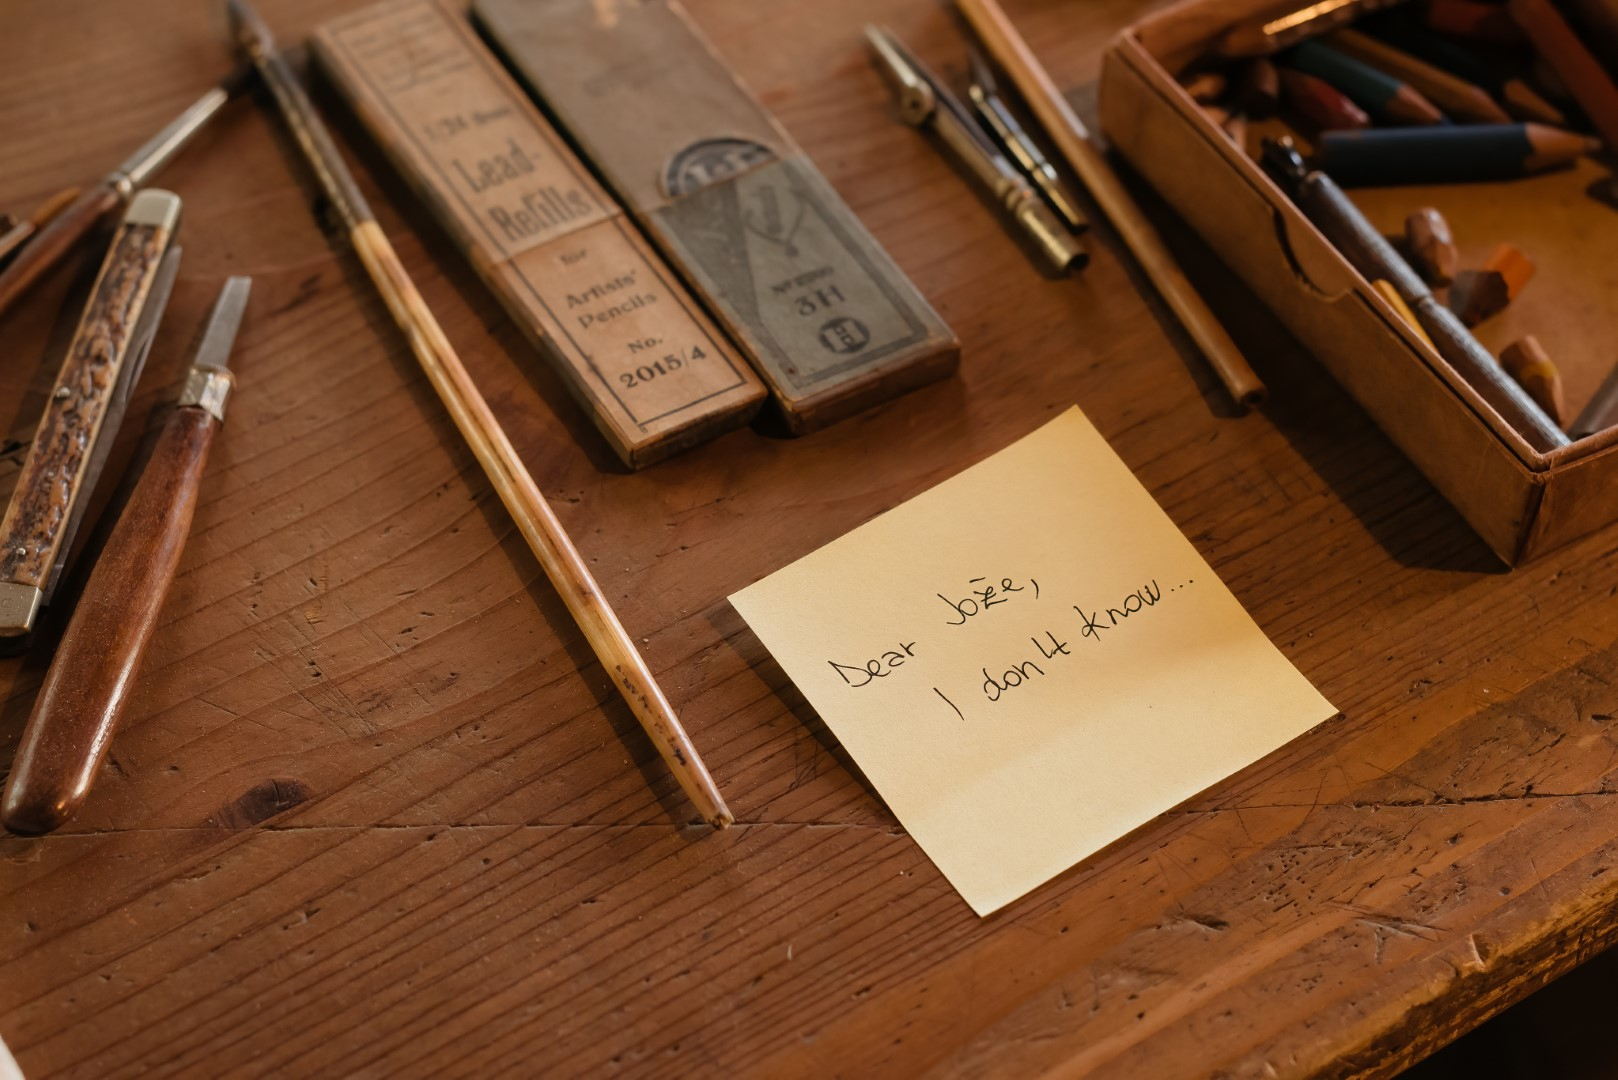 Lead-
Refills
for
Artists'
Pencils
No.
2015/4
3H
Dear Jože,
I don't know...